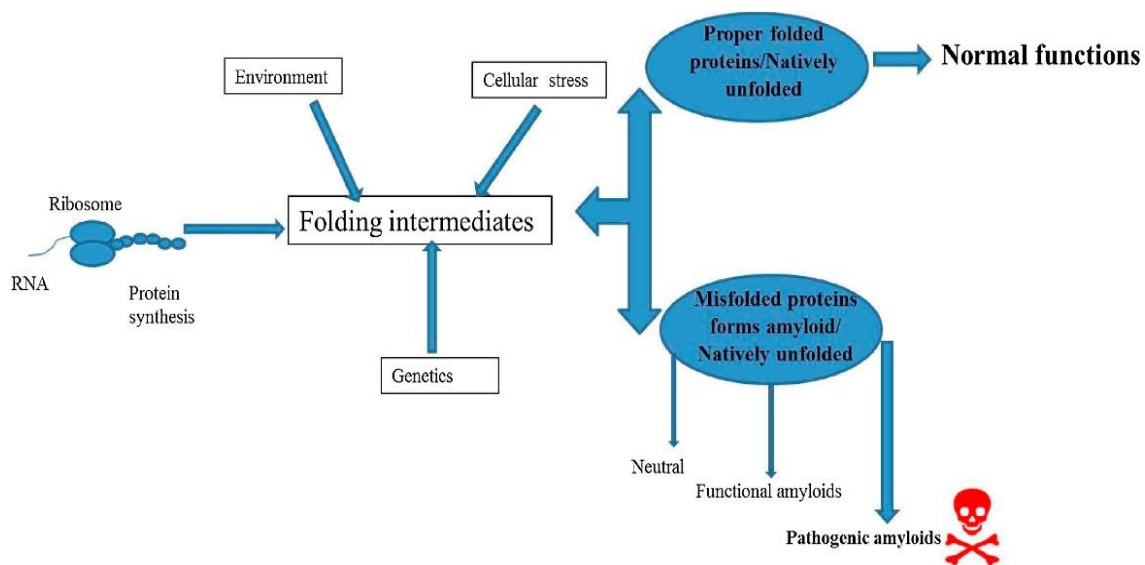 Proper folded
proteins/Natively
unfolded
Normal functions
Environment
Cellular stress
Ribosome
Folding intermediates
RNA
Protein
synthesis
Misfolded proteins
forms amyloid/
Natively unfolded
Genetics
Neutral
Functional amyloids
Pathogenic amyloids